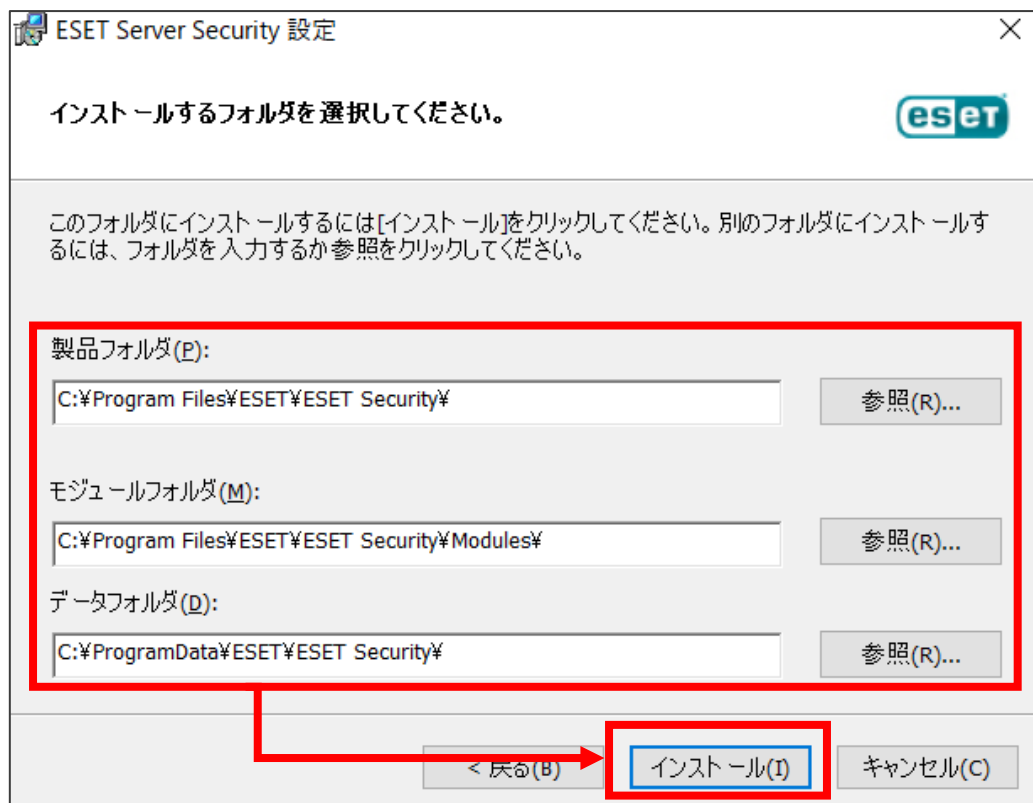 ESET Server Security 設定
インストールするフォルダを選択してください。
eset
このフォルダにインストールするには[インストール]をクリックしてください。別のフォルダにインストールす
るには、フォルダを入力するか参照をクリックしてください。
製品フォルダ(P):
C:¥Program Files¥ESET¥ESET Security¥
参照(R)...
モジュールフォルダ(M):
C:¥Program Files¥ESET¥ESET Security¥Modules¥
参照(R)...
データフォルダ(D):
C:¥ProgramData¥ESET¥ESET Security¥
参照(R)...
< 戻る(B)
インストール(I)
キャンセル(C)